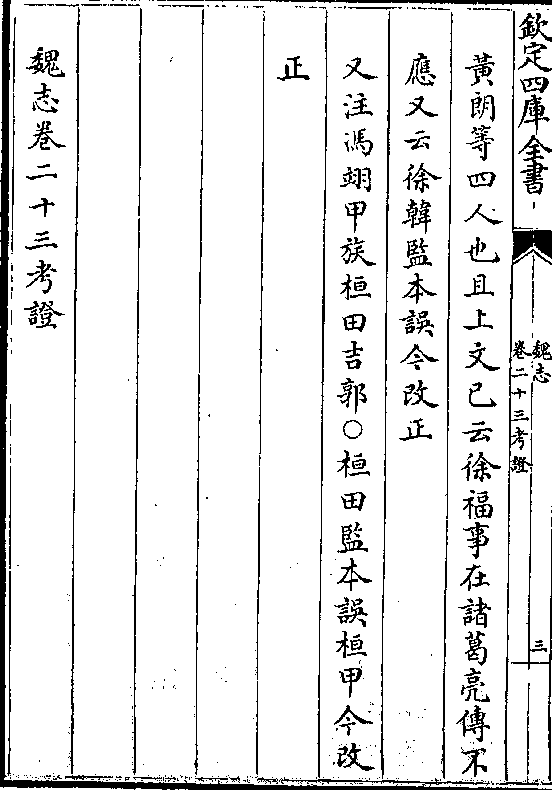 欽定四庫全書
魏志
卷二十三考證
三
黃朗等四人也且上文已云徐福事在諸葛亮傳不
應又云徐韓監本誤今改正
又注馮翊甲族桓田吉郭○桓田監本誤桓甲今改
正
魏志卷二十三考證